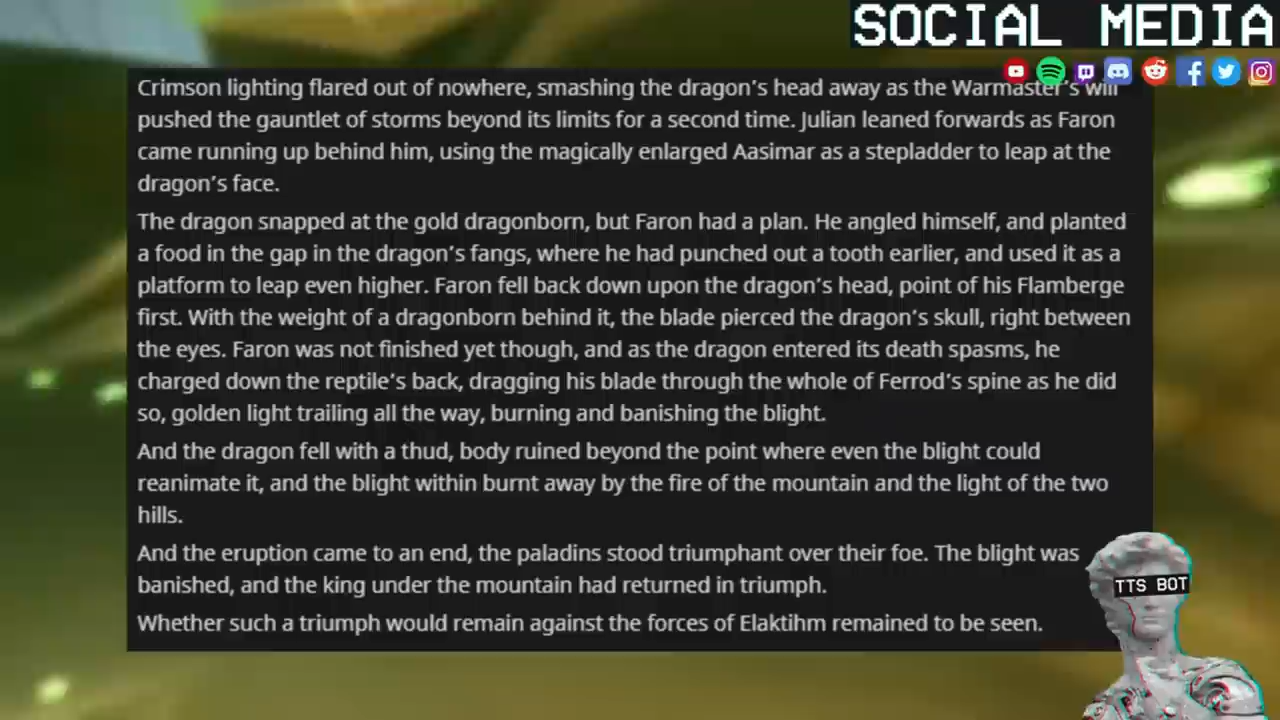 SOCIAL MEDIA
Crimson lighting flared out of nowhere, smashing the dragon's head away as the Warmaster's will
pushed the gauntlet of storms beyond its limits for a second time. Julian leaned forwards as Faron
came running up behind him, using the magically enlarged Aasimar as a stepladder to leap at the
dragon's face.
The dragon snapped at the gold dragonborn, but Faron had a plan. He angled himself, and planted
a food in the gap in the dragon's fangs, where he had punched out a tooth earlier, and used it as a
platform to leap even higher. Faron fell back down upon the dragon's head, point of his Flamberge
first. With the weight of a dragonborn behind it, the blade pierced the dragon's skull, right between
the eyes. Faron was not finished yet though, and as the dragon entered its death spasms, he
charged down the reptile's back, dragging his blade through the whole of Ferrod's spine as he did
so, golden light trailing all the way, burning and banishing the blight.
And the dragon fell with a thud, body ruined beyond the point where even the blight could
reanimate it, and the blight within burnt away by the fire of the mountain and the light of the two
hills.
And the eruption came to an end, the paladins stood triumphant over their foe. The blight was
banished, and the king under the mountain had returned in triumph.
Whether such a triumph would remain against the forces of Elaktihm remained to be seen.
TTS BOT